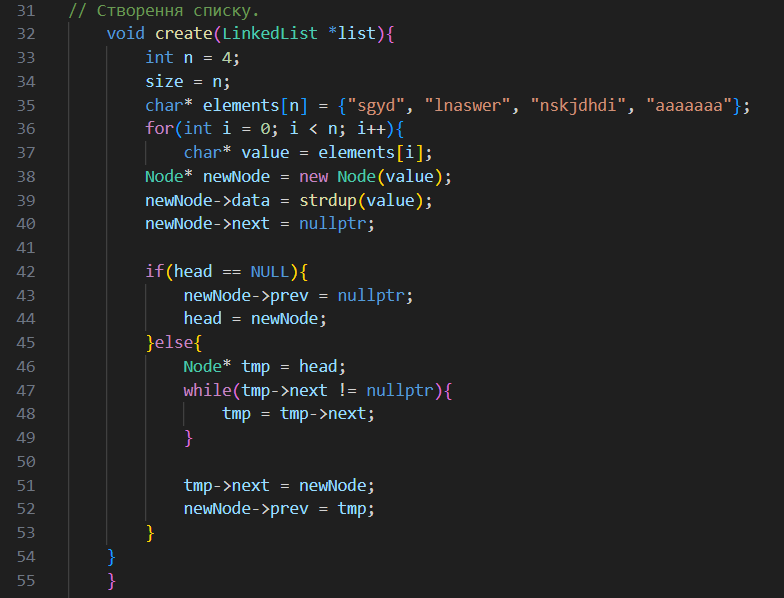 31 // Створення списку.
32 void create(LinkedList *list){
33 int n = 4;
34 size = n;
35 char* elements[n] = {"sgyd", "lnaswer", "nskjdhdi", "aaaaaaa"};
36 for(int i = 0; i < n; i++){
37 char* value = elements[i];
38 Node* newNode = new Node(value);
39 newNode->data = strdup(value);
40 newNode->next = nullptr;
41
42 if(head == NULL){
43 newNode->prev = nullptr;
44 head = newNode;
45 }else{
46 Node* tmp = head;
47 while(tmp->next != nullptr){
48 tmp = tmp->next;
49 }
50
51 tmp->next = newNode;
52 newNode->prev = tmp;
53 }
54 }
55 }